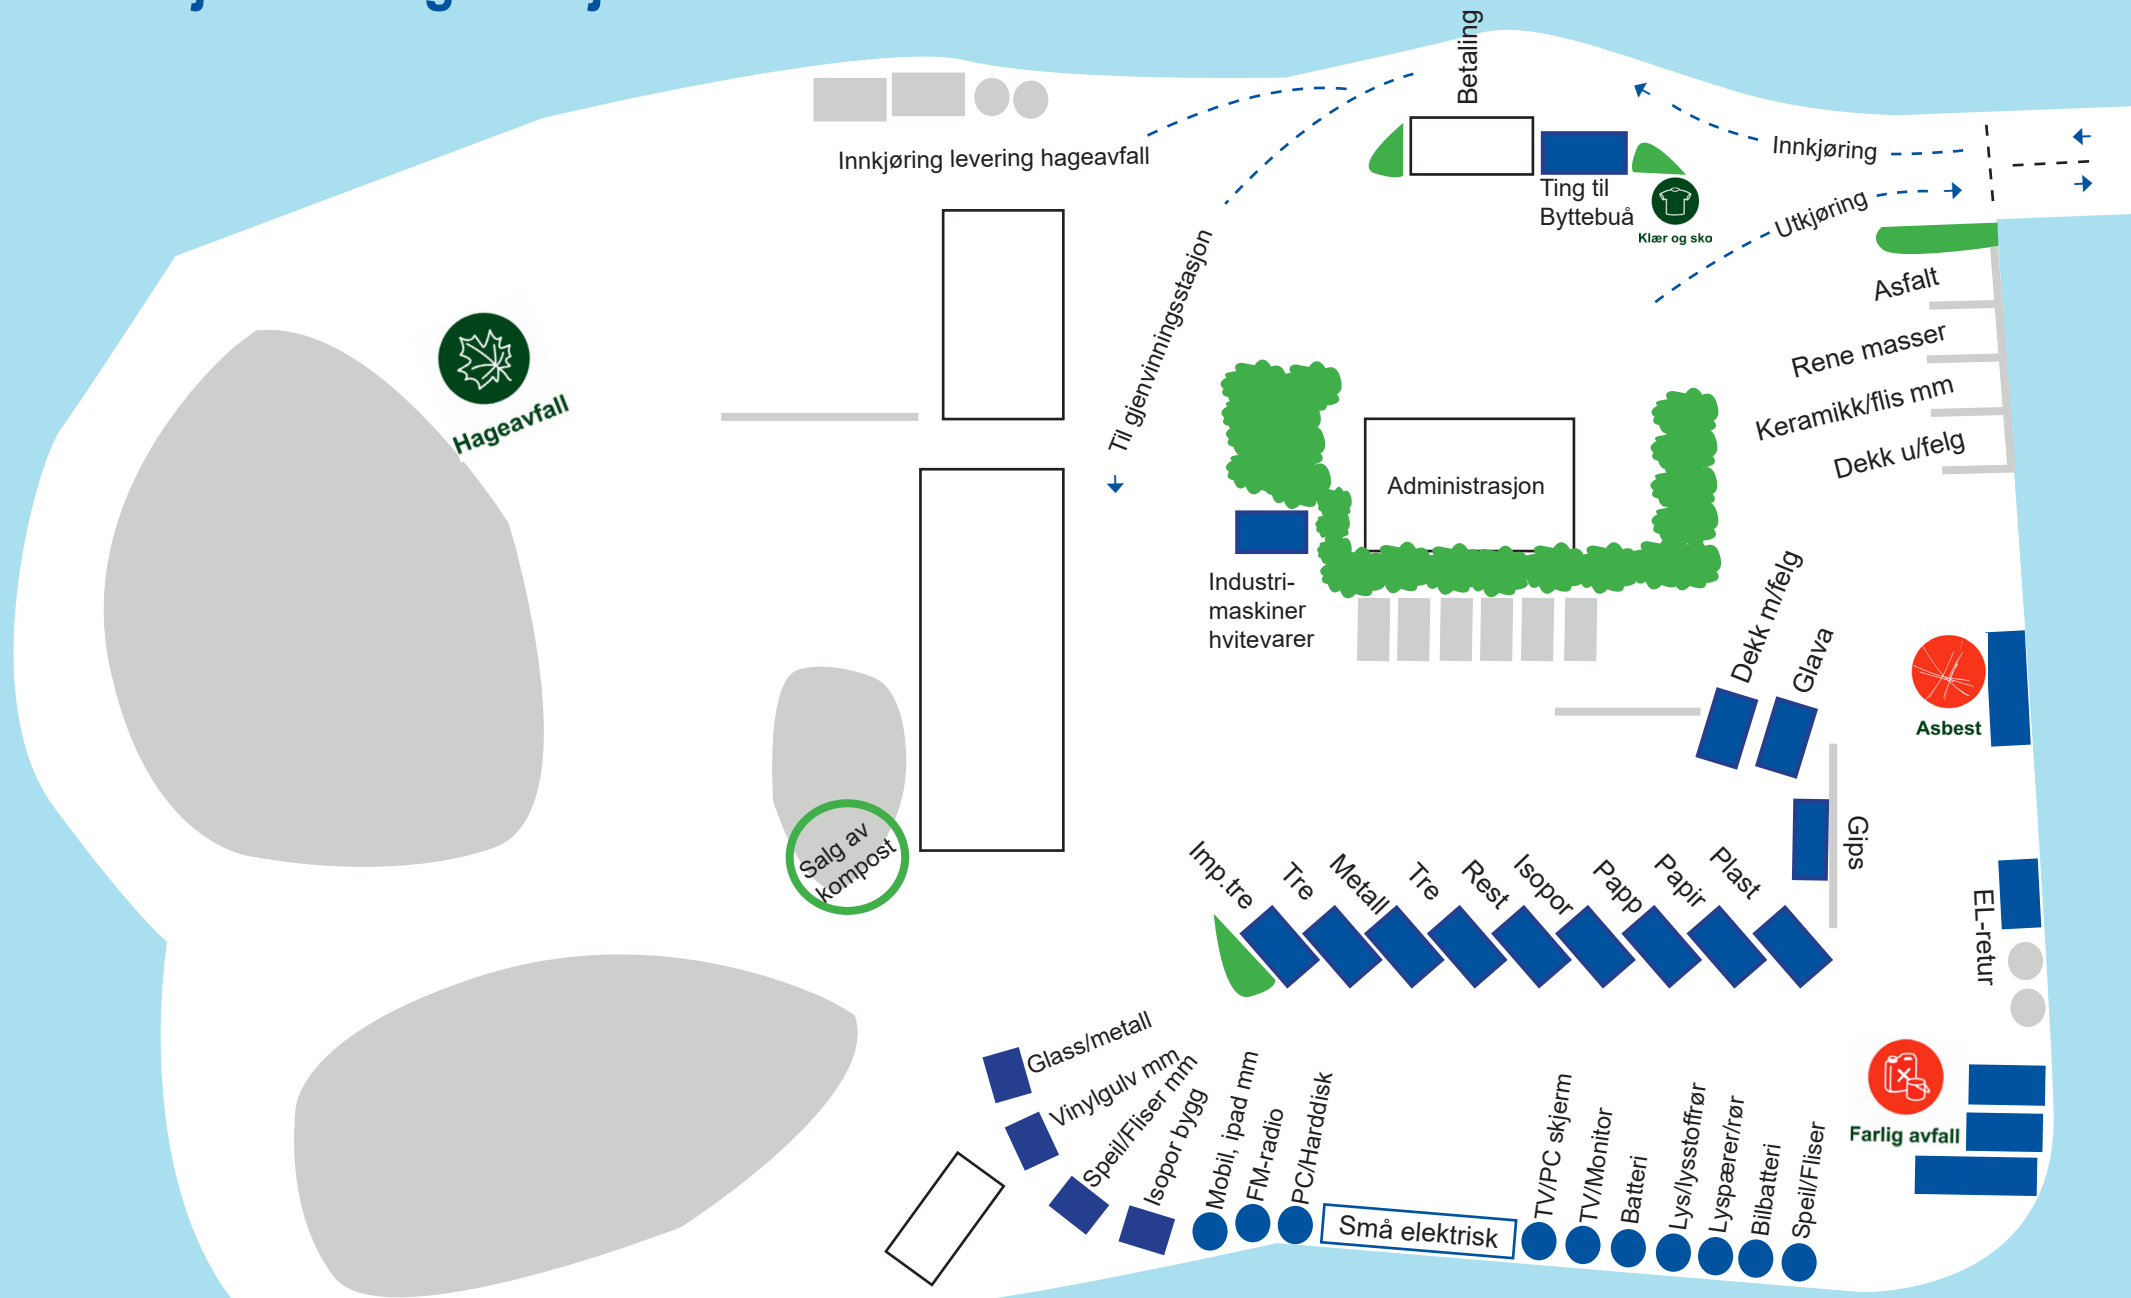 Betaling
Innkjøring levering hageavfall
Innkjøring
Ting til
Byttebuå
Klær og sko
Utkjøring
Til gjenvinningsstasjon
Asfalt
Rene masser
Keramikk/flis mm
Dekk u/felg
Hageavfall
Administrasjon
Industri-
maskiner
hvitevarer
Dekk m/felg
Glava
Asbest
Gips
Salg av
kompost
Imp.tre
Tre
Metall
Tre
Rest
Isopor
Papp
Papir
Plast
EL-retur
Glass/metall
Vinylgulv mm
Speil/Fliser mm
Isopor bygg
Mobil, ipad mm
FM-radio
PC/Harddisk
Små elektrisk
TV/PC skjerm
TV/Monitor
Batteri
Lys/lysstoffrør
Lyspærer/rør
Bilbatteri
Speil/Fliser
Farlig avfall